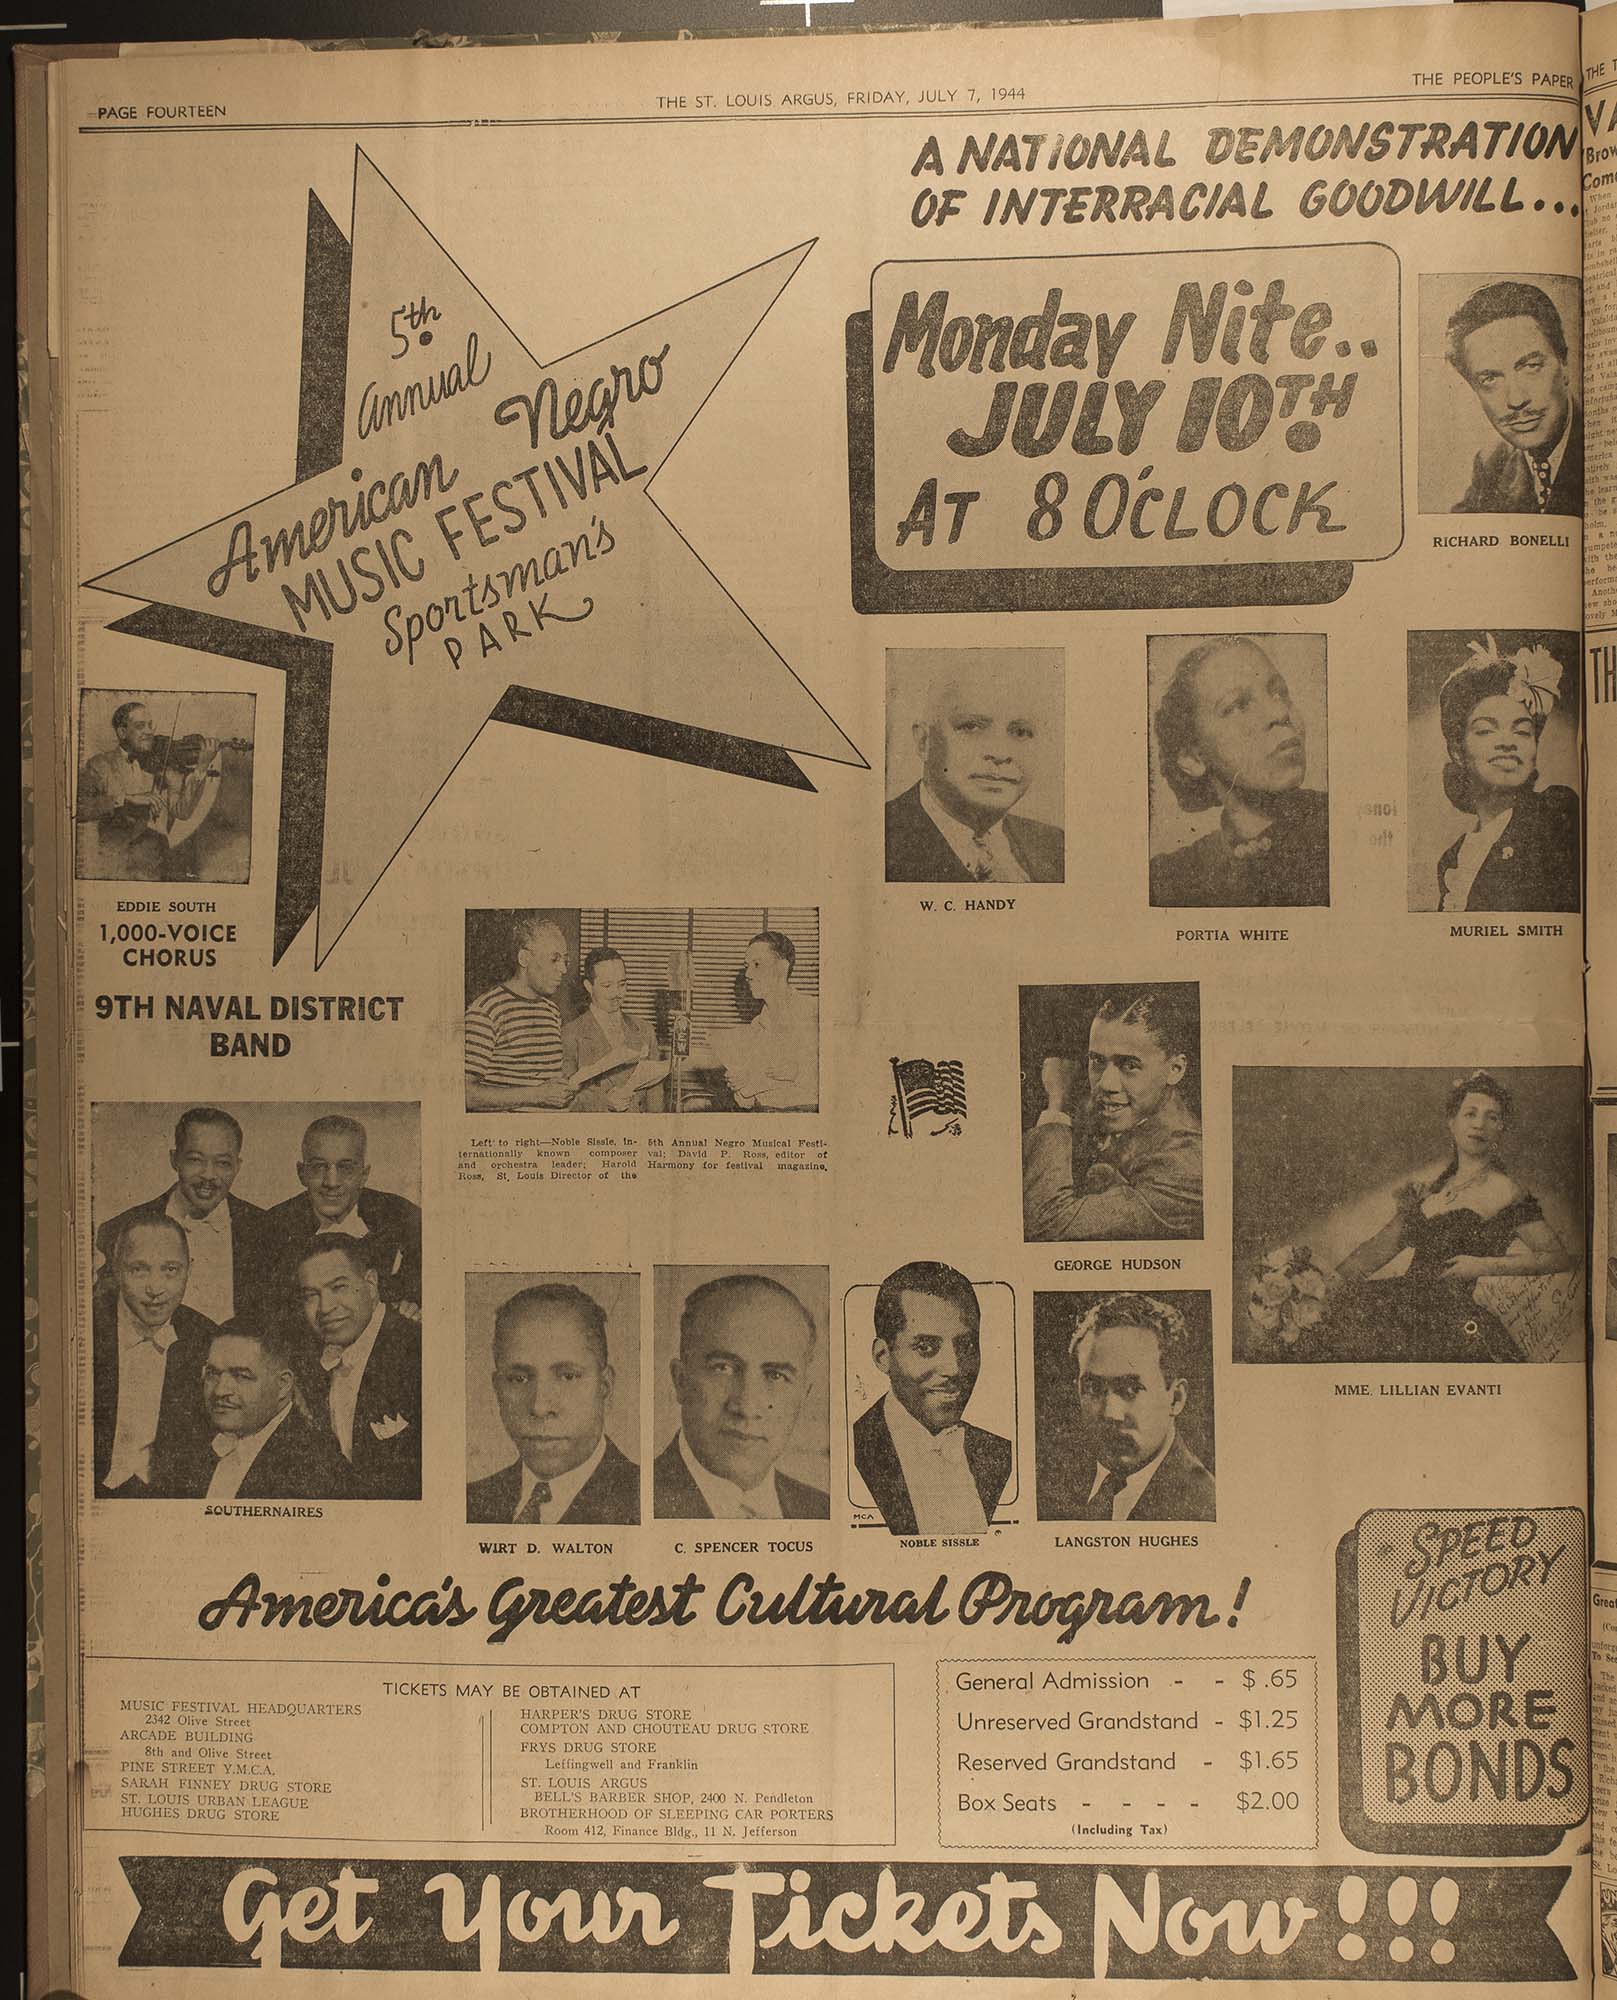 PAGE FOURTEEN
THE ST. LOUIS ARGUS, FRIDAY, JULY 7, 1944
THE PEOPLE'S PAPER
A NATIONAL DEMONSTRATION
OF INTERRACIAL GOODWILL...
5th
Annual
American Negro
MUSIC FESTIVAL
Sportsman's
PARK
Monday Nite..
JULY 10TH
AT 8 O'CLOCK
RICHARD BONELLI
EDDIE SOUTH
1,000-VOICE
CHORUS
9TH NAVAL DISTRICT
BAND
W. C. HANDY
PORTIA WHITE
MURIEL SMITH
Left to right—Noble Sissle, in-
ternationally known composer
and orchestra leader; Harold
Ross, St. Louis Director of the
5th Annual Negro Musical Festi-
val; David P. Ross, editor of
Harmony for festival magazine.
GEORGE HUDSON
MME. LILLIAN EVANTI
SOUTHERNAIRES
WIRT D. WALTON
C. SPENCER TOCUS
MCA
NOBLE SISSLE
LANGSTON HUGHES
America's Greatest Cultural Program!
TICKETS MAY BE OBTAINED AT
MUSIC FESTIVAL HEADQUARTERS
2342 Olive Street
ARCADE BUILDING
8th and Olive Street
PINE STREET Y.M.C.A.
SARAH FINNEY DRUG STORE
ST. LOUIS URBAN LEAGUE
HUGHES DRUG STORE
HARPER'S DRUG STORE
COMPTON AND CHOUTEAU DRUG STORE
FRYS DRUG STORE
Leffingwell and Franklin
ST. LOUIS ARGUS
BELL'S BARBER SHOP, 2400 N. Pendleton
BROTHERHOOD OF SLEEPING CAR PORTERS
Room 412, Finance Bldg., 11 N. Jefferson
General Admission - - $ .65
Unreserved Grandstand - $1.25
Reserved Grandstand - $1.65
Box Seats - - - - $2.00
(Including Tax)
SPEED
VICTORY
BUY
MORE
BONDS
Get Your Tickets Now!!!